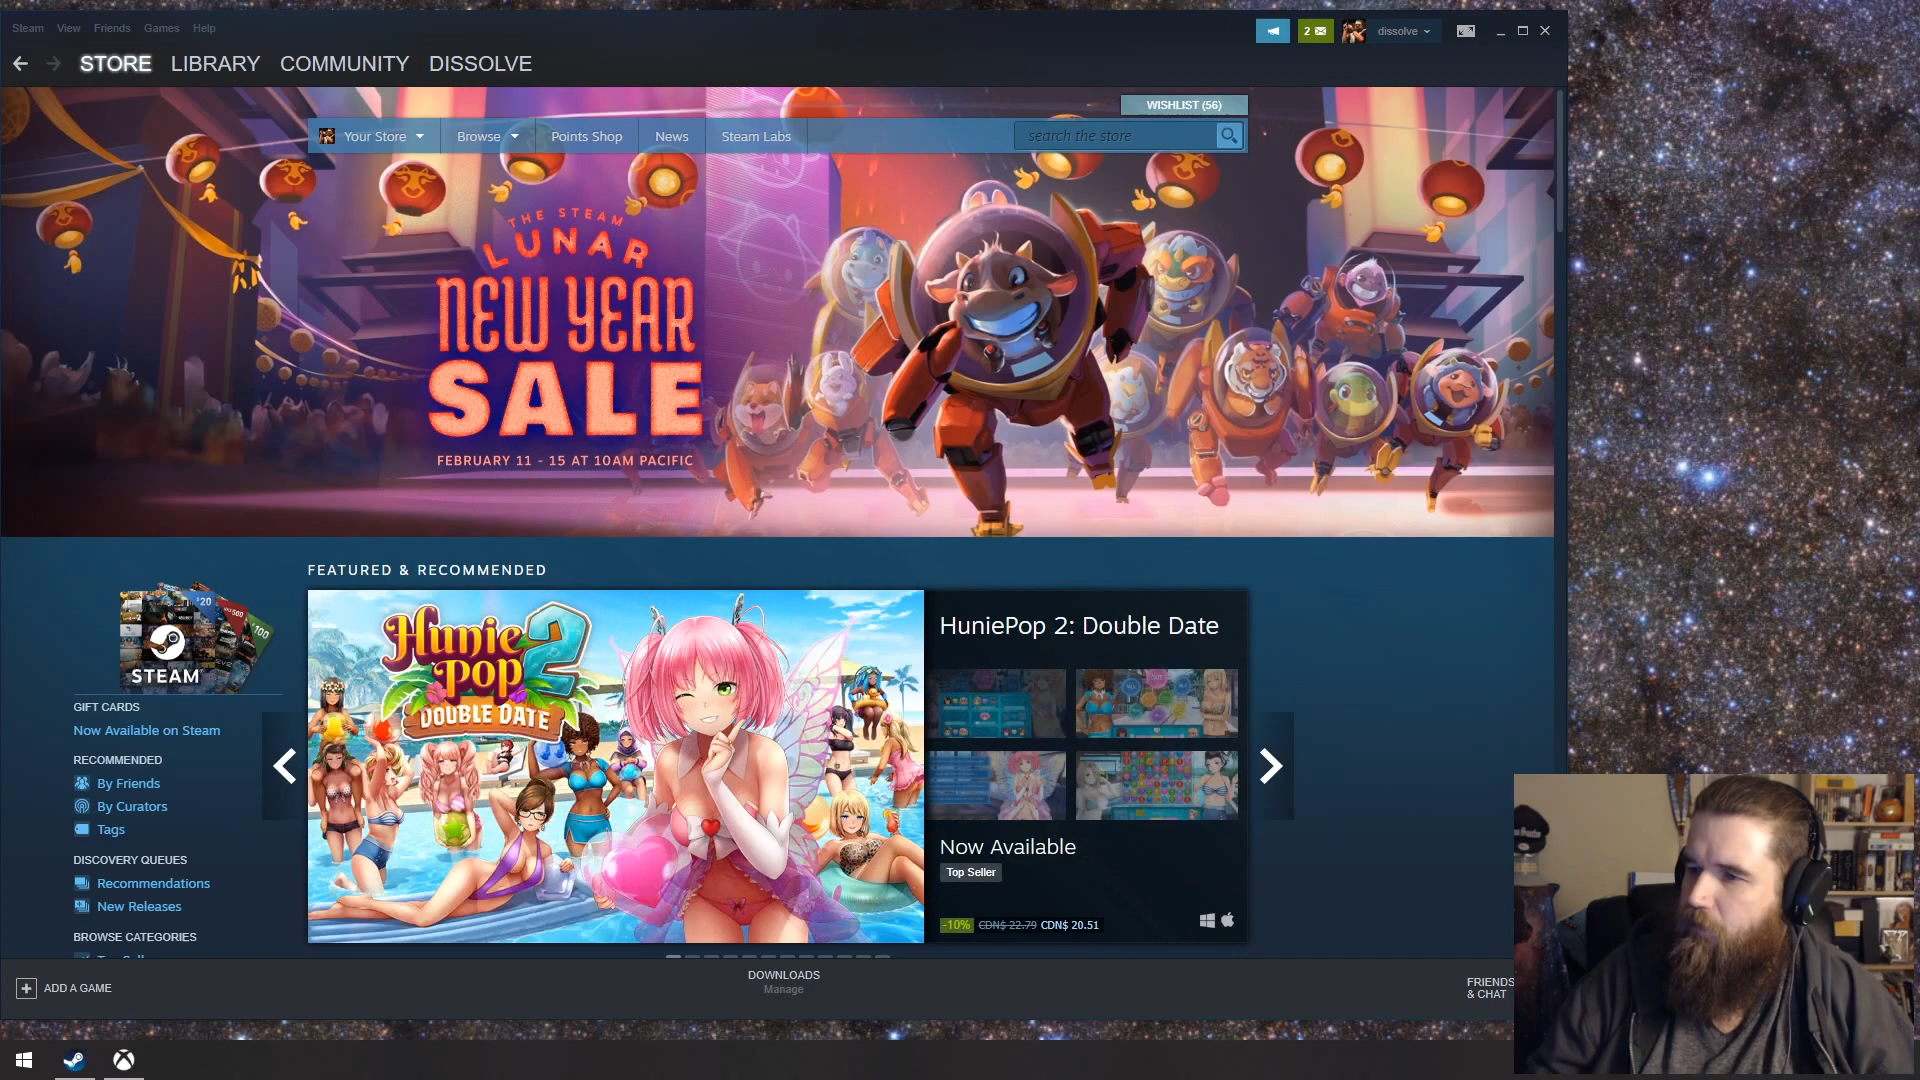 Steam View Friends Games Help
2
dissolve
STORE LIBRARY COMMUNITY DISSOLVE
WISHLIST (56)
Your Store Browse Points Shop News Steam Labs
search the store
THE STEAM
LUNAR
NEW YEAR
SALE
FEBRUARY 11 - 15 AT 10AM PACIFIC
FEATURED & RECOMMENDED
STEAM
GIFT CARDS
Now Available on Steam
RECOMMENDED
By Friends
By Curators
Tags
DISCOVERY QUEUES
Recommendations
New Releases
BROWSE CATEGORIES
Hunie
Pop 2
DOUBLE DATE
HuniePop 2: Double Date
Now Available
Top Seller
-10% CDN$ 22.79 CDN$ 20.51
ADD A GAME
DOWNLOADS
Manage
FRIENDS
& CHAT